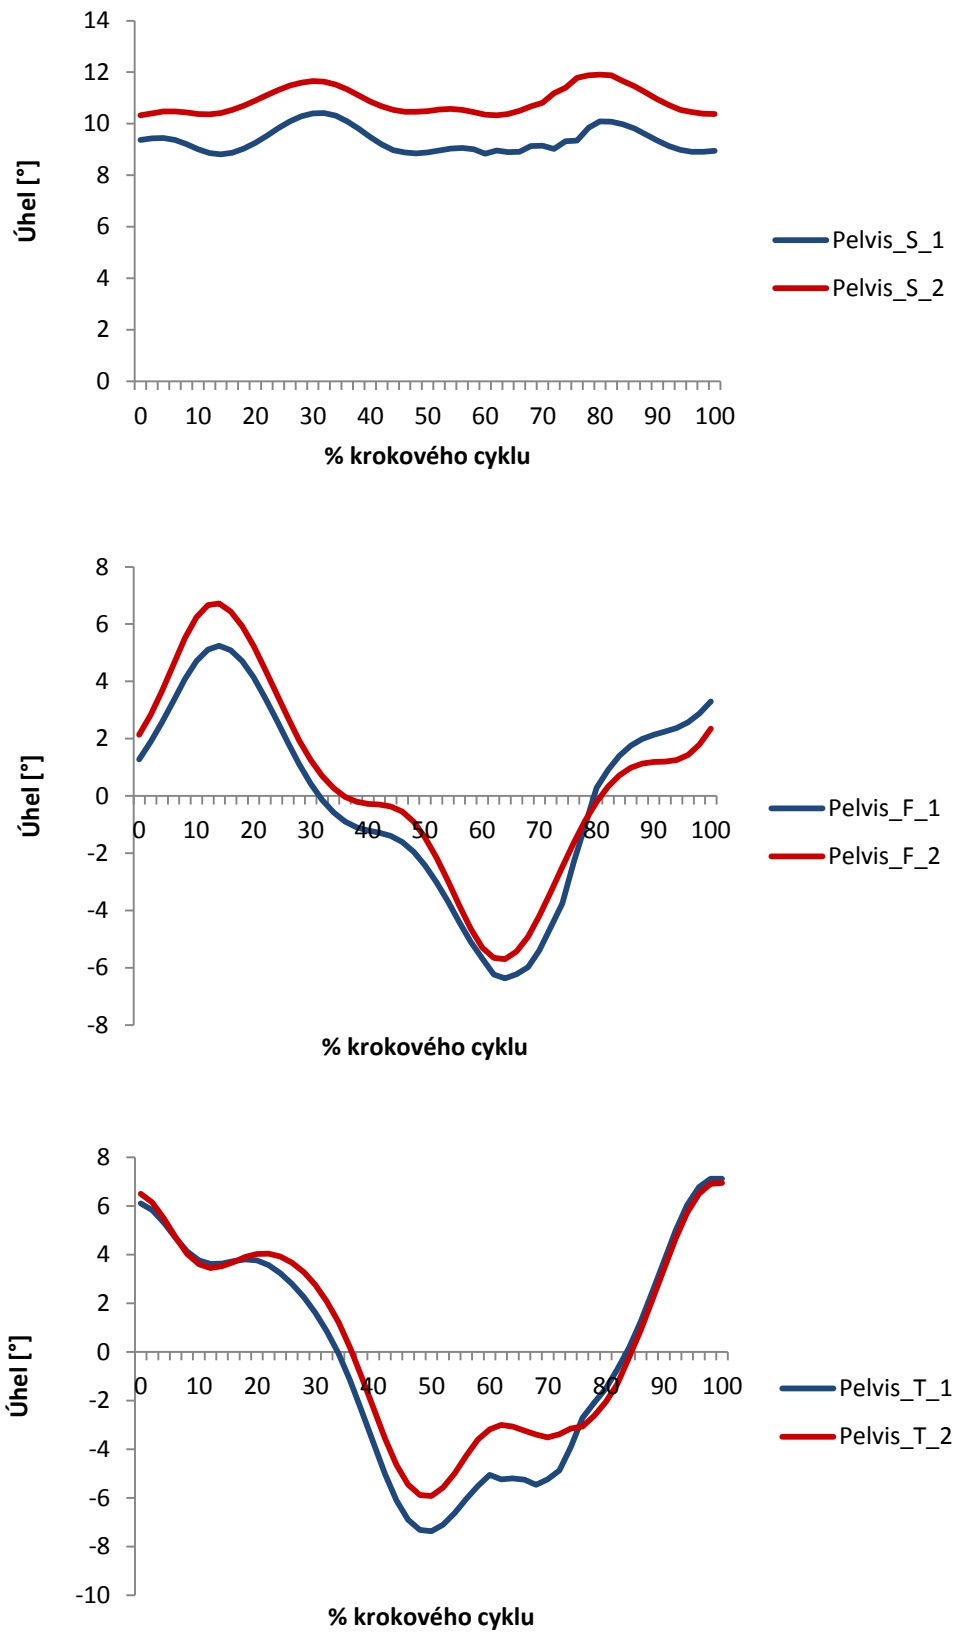 14
12
10
8
6
4
2
0
Úhel [°]
0 10 20 30 40 50 60 70 80 90 100
% krokového cyklu
Pelvis_S_1
Pelvis_S_2
8
6
4
2
0
-2
-4
-6
-8
Úhel [°]
0 10 20 30 40 50 60 70 80 90 100
% krokového cyklu
Pelvis_F_1
Pelvis_F_2
8
6
4
2
0
-2
-4
-6
-8
-10
Úhel [°]
0 10 20 30 40 50 60 70 80 90 100
% krokového cyklu
Pelvis_T_1
Pelvis_T_2